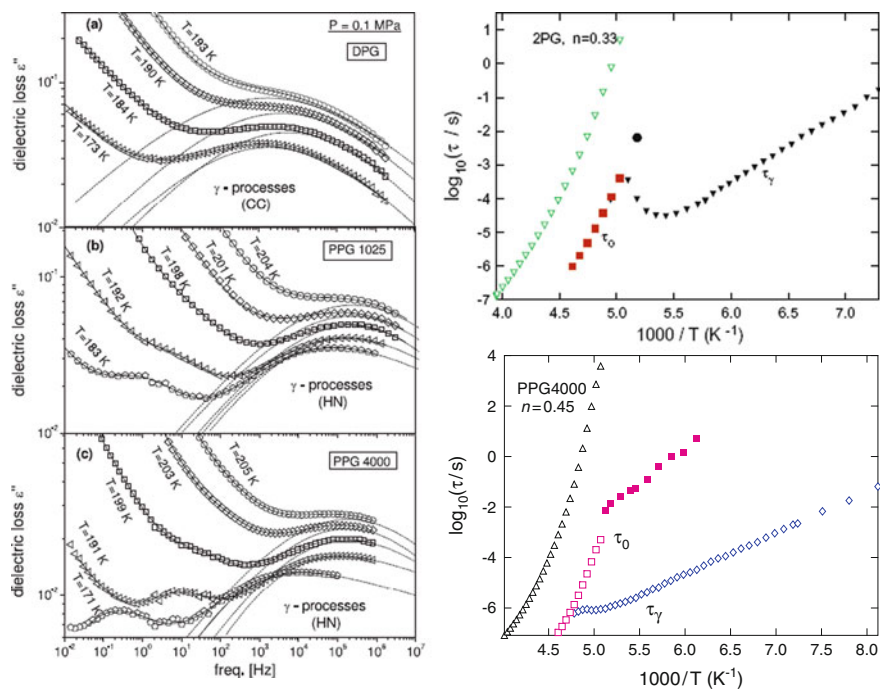 (a)
P = 0.1 MPa
DPG
T=193 K
T=190 K
T=184 K
T=173 K
γ - processes
(CC)
dielectric loss ε"
10⁻¹
10⁻²
(b)
PPG 1025
T=204 K
T=201 K
T=198 K
T=192 K
T=183 K
γ - processes
(HN)
dielectric loss ε"
10⁻¹
10⁻²
(c)
PPG 4000
T=205 K
T=203 K
T=199 K
T=191 K
T=171 K
γ - processes
(HN)
dielectric loss ε"
10⁻²
10⁻² 10⁻¹ 10⁰ 10¹ 10² 10³ 10⁴ 10⁵ 10⁶ 10⁷
freq. [Hz]
2PG, n=0.33
log₁₀(τ / s)
1
0
-1
-2
-3
-4
-5
-6
-7
τγ
τ₀
4.0 4.5 5.0 5.5 6.0 6.5 7.0
1000 / T (K⁻¹)
PPG4000
n=0.45
log₁₀(τ/s)
4
2
0
-2
-4
-6
τ₀
τγ
4.5 5.0 5.5 6.0 6.5 7.0 7.5 8.0
1000/T (K⁻¹)